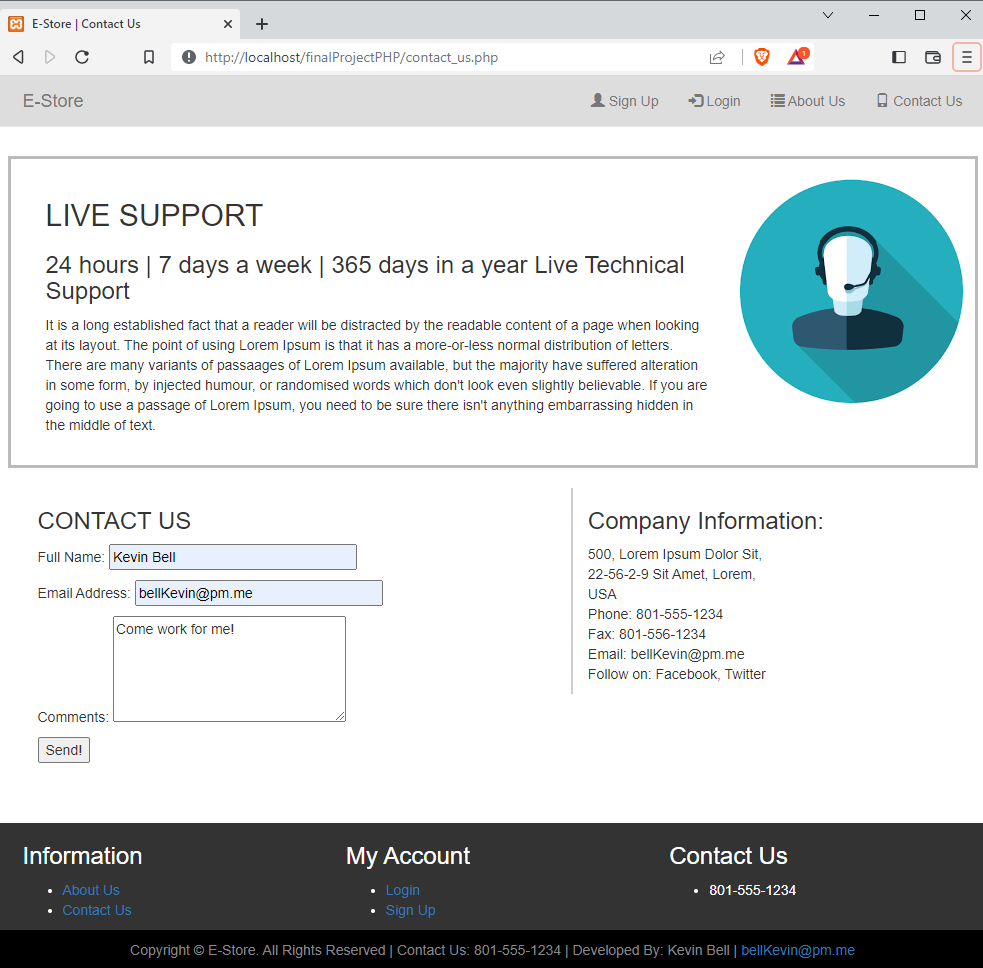 E-Store | Contact Us
http://localhost/finalProjectPHP/contact_us.php
1
E-Store Sign Up Login About Us Contact Us
LIVE SUPPORT
24 hours | 7 days a week | 365 days in a year Live Technical
Support
It is a long established fact that a reader will be distracted by the readable content of a page when looking
at its layout. The point of using Lorem Ipsum is that it has a more-or-less normal distribution of letters.
There are many variants of passaages of Lorem Ipsum available, but the majority have suffered alteration
in some form, by injected humour, or randomised words which don't look even slightly believable. If you are
going to use a passage of Lorem Ipsum, you need to be sure there isn't anything embarrassing hidden in
the middle of text.
CONTACT US
Full Name: Kevin Bell
Email Address: bellKevin@pm.me
Come work for me!
Comments:
Send!
Company Information:
500, Lorem Ipsum Dolor Sit,
22-56-2-9 Sit Amet, Lorem,
USA
Phone: 801-555-1234
Fax: 801-556-1234
Email: bellKevin@pm.me
Follow on: Facebook, Twitter
Information
About Us
Contact Us
My Account
Login
Sign Up
Contact Us
801-555-1234
Copyright © E-Store. All Rights Reserved | Contact Us: 801-555-1234 | Developed By: Kevin Bell | bellKevin@pm.me